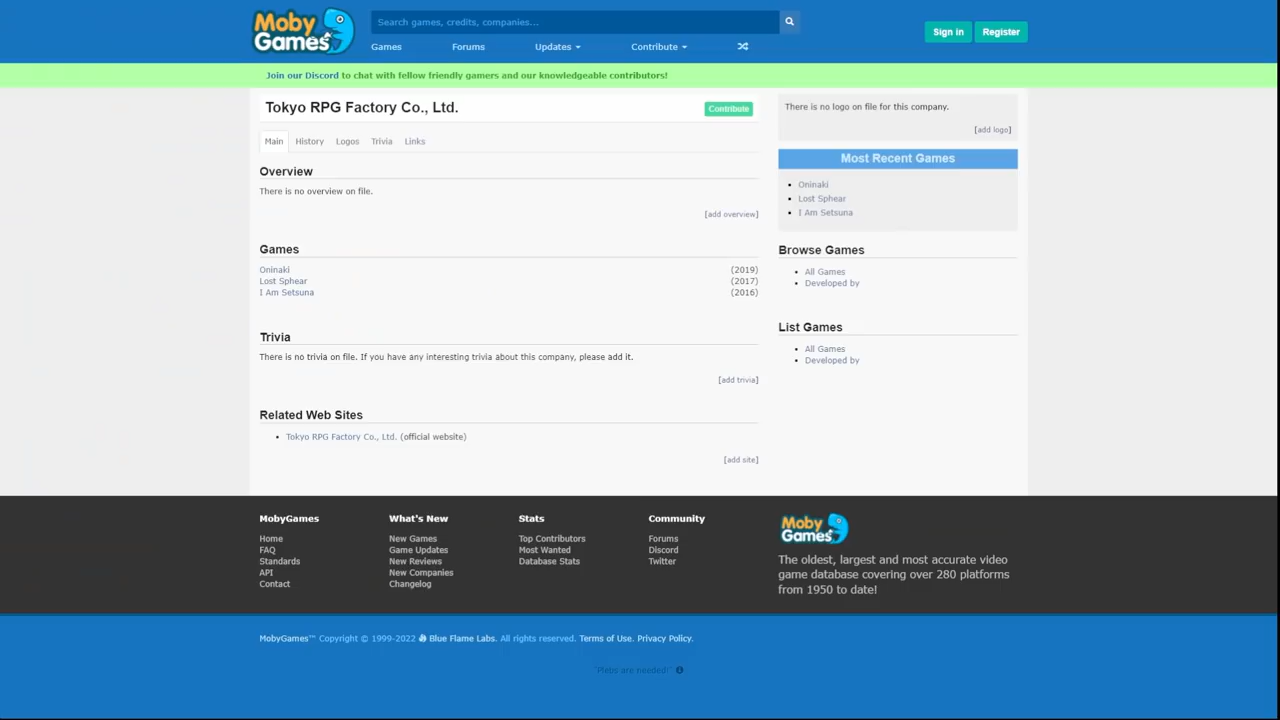 Moby Games
Search games, credits, companies...
Games
Forums
Updates
Contribute
Sign in
Register
Join our Discord to chat with fellow friendly gamers and our knowledgeable contributors!
Tokyo RPG Factory Co., Ltd.
Contribute
Main
History
Logos
Trivia
Links
Overview
There is no overview on file.
[add overview]
Games
Oninaki (2019)
Lost Sphear (2017)
I Am Setsuna (2016)
Trivia
There is no trivia on file. If you have any interesting trivia about this company, please add it.
[add trivia]
Related Web Sites
Tokyo RPG Factory Co., Ltd. (official website)
[add site]
There is no logo on file for this company.
[add logo]
Most Recent Games
Oninaki
Lost Sphear
I Am Setsuna
Browse Games
All Games
Developed by
List Games
All Games
Developed by
MobyGames
Home
FAQ
Standards
API
Contact
What's New
New Games
Game Updates
New Reviews
New Companies
Changelog
Stats
Top Contributors
Most Wanted
Database Stats
Community
Forums
Discord
Twitter
Moby Games
The oldest, largest and most accurate video
game database covering over 280 platforms
from 1950 to date!
MobyGames™ Copyright © 1999-2022 Blue Flame Labs. All rights reserved. Terms of Use. Privacy Policy.
"Plebs are needed!"